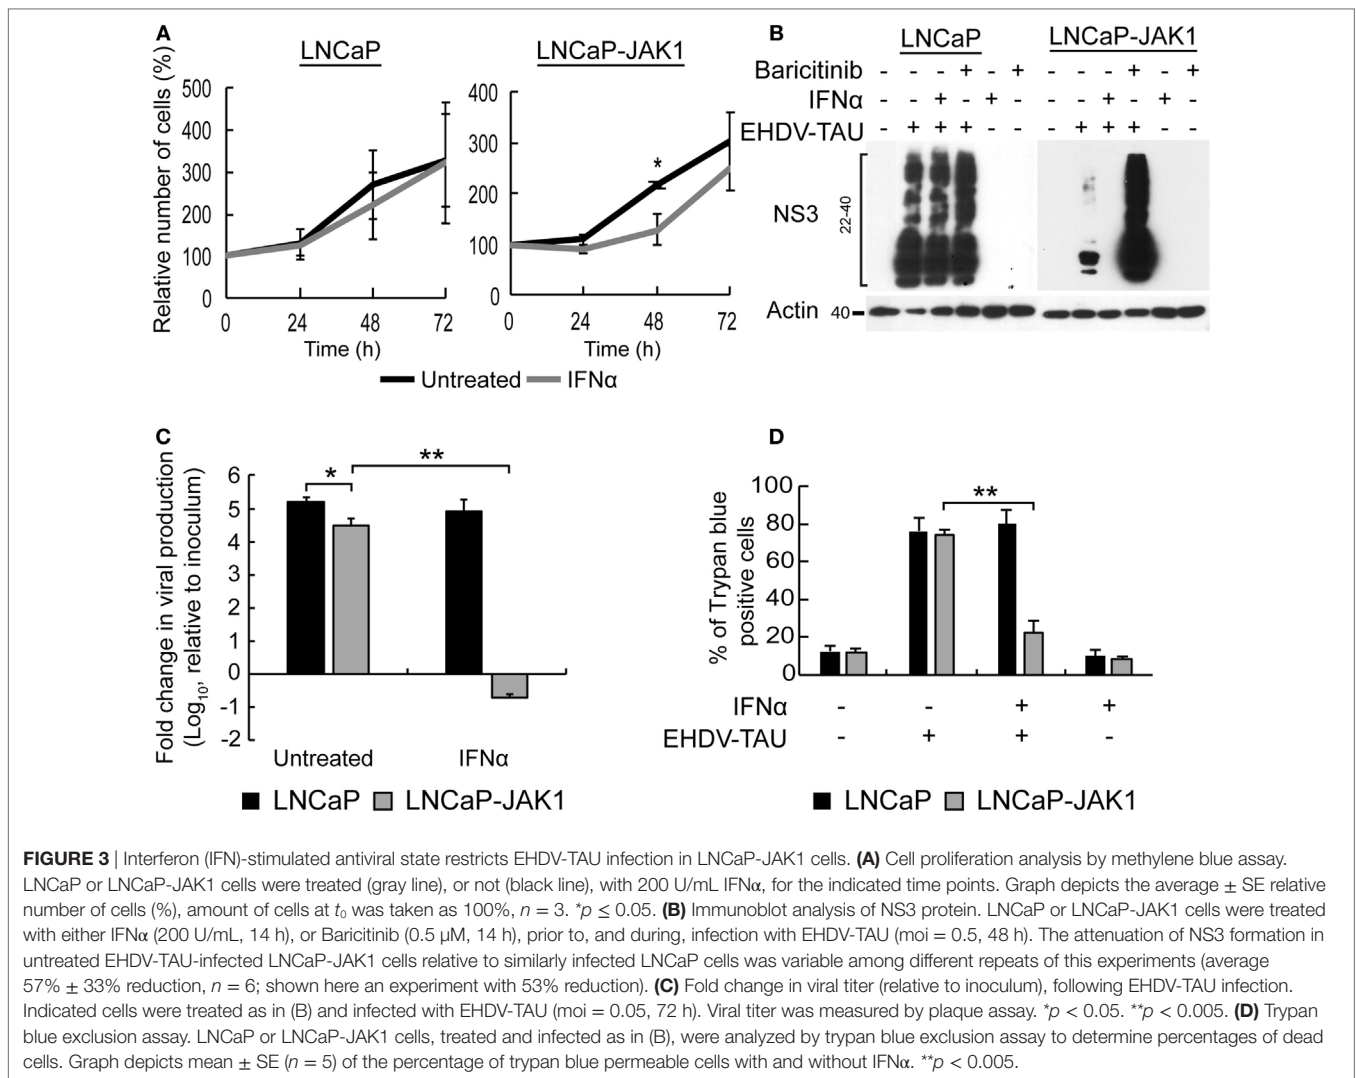 A
LNCaP
LNCaP-JAK1
Relative number of cells (%)
500
400
300
200
100
0
0 24 48 72
Time (h)
400
300
200
100
0
*
0 24 48 72
Time (h)
Untreated IFNα
B
LNCaP
LNCaP-JAK1
Baricitinib - - - + - + - - - + - +
IFNα - - + - + - - - + - + -
EHDV-TAU - + + + - - - + + + - -
NS3
22-40
Actin 40
C
Fold change in viral production
(Log10, relative to inoculum)
6
5
4
3
2
1
0
-1
-2
*
**
Untreated IFNα
LNCaP LNCaP-JAK1
D
% of Trypan blue
positive cells
100
80
60
40
20
0
**
IFNα - - + +
EHDV-TAU - + + -
LNCaP LNCaP-JAK1
FIGURE 3 | Interferon (IFN)-stimulated antiviral state restricts EHDV-TAU infection in LNCaP-JAK1 cells. (A) Cell proliferation analysis by methylene blue assay.
LNCaP or LNCaP-JAK1 cells were treated (gray line), or not (black line), with 200 U/mL IFNα, for the indicated time points. Graph depicts the average ± SE relative
number of cells (%), amount of cells at t0 was taken as 100%, n = 3. *p ≤ 0.05. (B) Immunoblot analysis of NS3 protein. LNCaP or LNCaP-JAK1 cells were treated
with either IFNα (200 U/mL, 14 h), or Baricitinib (0.5 μM, 14 h), prior to, and during, infection with EHDV-TAU (moi = 0.5, 48 h). The attenuation of NS3 formation in
untreated EHDV-TAU-infected LNCaP-JAK1 cells relative to similarly infected LNCaP cells was variable among different repeats of this experiments (average
57% ± 33% reduction, n = 6; shown here an experiment with 53% reduction). (C) Fold change in viral titer (relative to inoculum), following EHDV-TAU infection.
Indicated cells were treated as in (B) and infected with EHDV-TAU (moi = 0.05, 72 h). Viral titer was measured by plaque assay. *p < 0.05. **p < 0.005. (D) Trypan
blue exclusion assay. LNCaP or LNCaP-JAK1 cells, treated and infected as in (B), were analyzed by trypan blue exclusion assay to determine percentages of dead
cells. Graph depicts mean ± SE (n = 5) of the percentage of trypan blue permeable cells with and without IFNα. **p < 0.005.